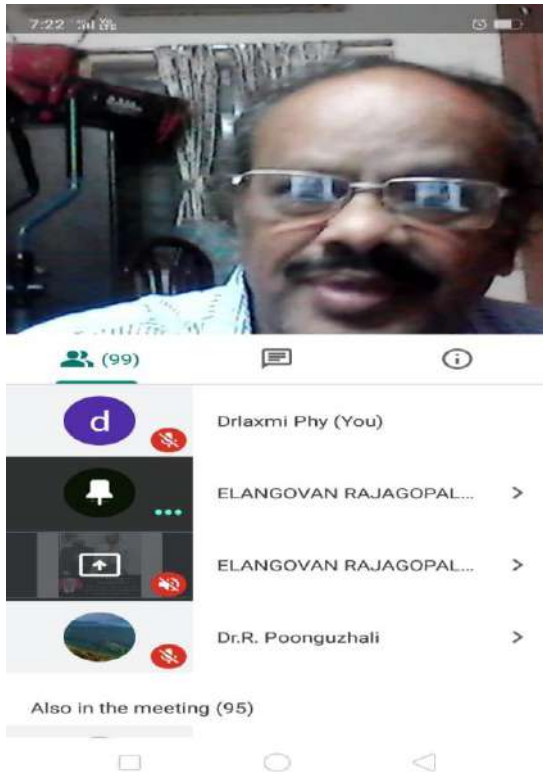 7:22
(99)
d
Drlaxmi Phy (You)
ELANGOVAN RAJAGOPAL...
ELANGOVAN RAJAGOPAL...
Dr.R. Poonguzhali
Also in the meeting (95)